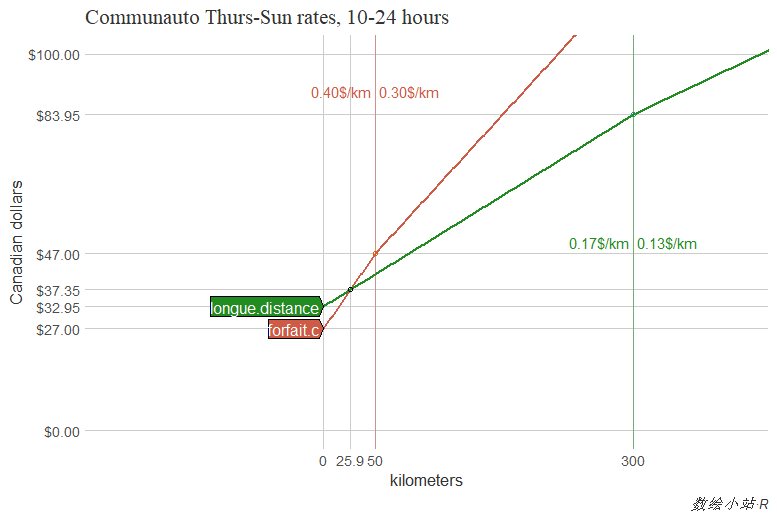 Communauto Thurs-Sun rates, 10-24 hours
$100.00
0.40$/km 0.30$/km
$83.95
Canadian dollars
0.17$/km 0.13$/km
$47.00
$37.35
longue.distance
$32.95
forfait.c
$27.00
$0.00
0 25.9 50 300
kilometers
数绘小站·R